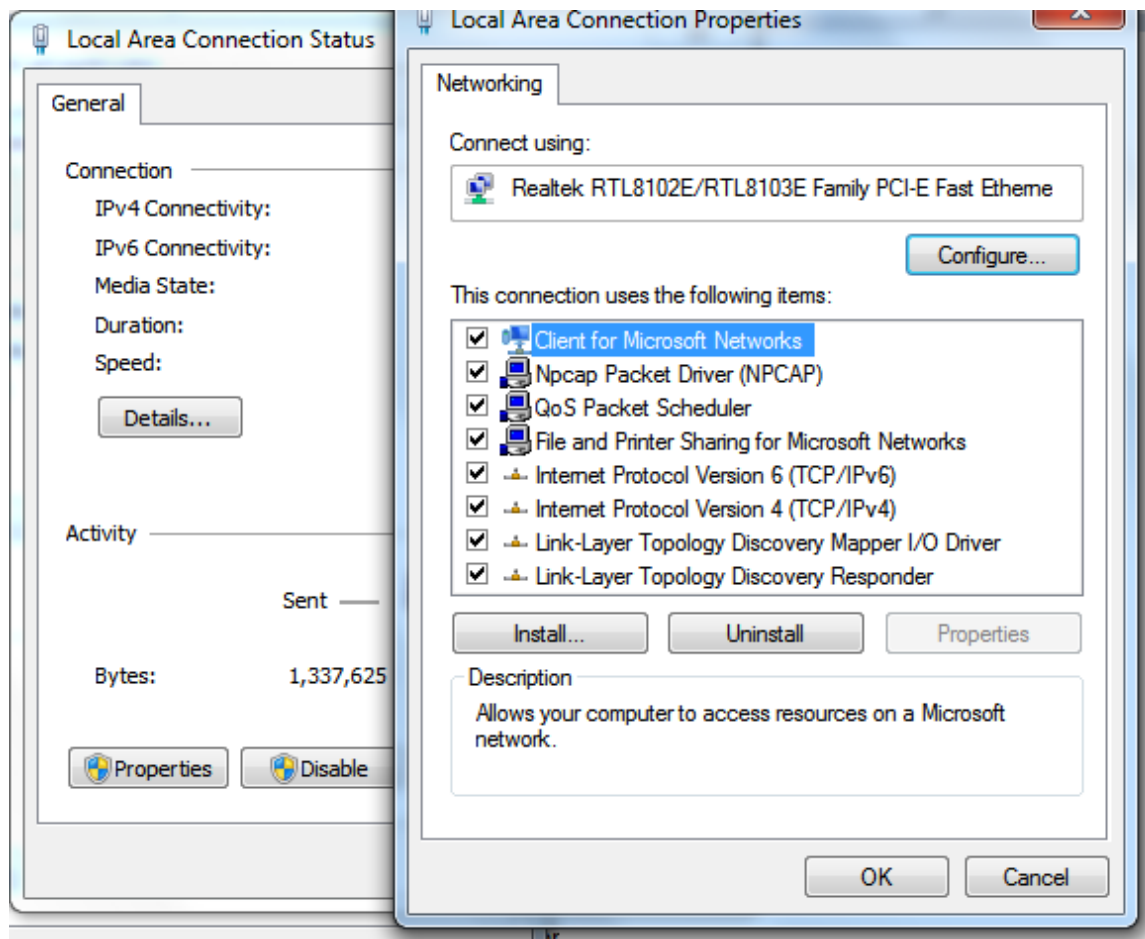 Local Area Connection Status
General
Connection
IPv4 Connectivity:
IPv6 Connectivity:
Media State:
Duration:
Speed:
Details...
Activity
Sent
Bytes: 1,337,625
Properties Disable
Local Area Connection Properties
Networking
Connect using:
Realtek RTL8102E/RTL8103E Family PCI-E Fast Etherne
Configure...
This connection uses the following items:
Client for Microsoft Networks
Npcap Packet Driver (NPCAP)
QoS Packet Scheduler
File and Printer Sharing for Microsoft Networks
Internet Protocol Version 6 (TCP/IPv6)
Internet Protocol Version 4 (TCP/IPv4)
Link-Layer Topology Discovery Mapper I/O Driver
Link-Layer Topology Discovery Responder
Install... Uninstall Properties
Description
Allows your computer to access resources on a Microsoft
network.
OK Cancel